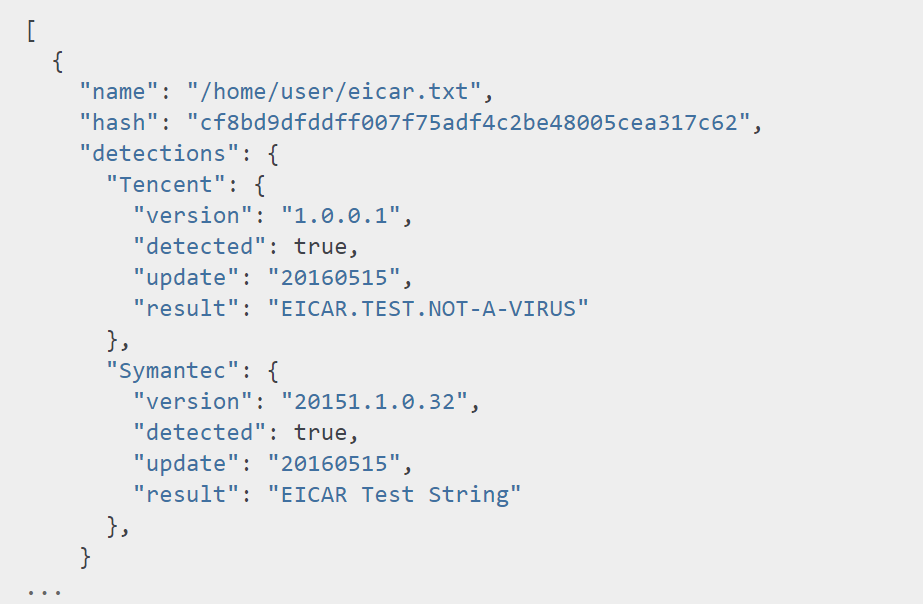 [
  {
    "name": "/home/user/eicar.txt",
    "hash": "cf8bd9dfddff007f75adf4c2be48005cea317c62",
    "detections": {
      "Tencent": {
        "version": "1.0.0.1",
        "detected": true,
        "update": "20160515",
        "result": "EICAR.TEST.NOT-A-VIRUS"
      },
      "Symantec": {
        "version": "20151.1.0.32",
        "detected": true,
        "update": "20160515",
        "result": "EICAR Test String"
      },
    }
...